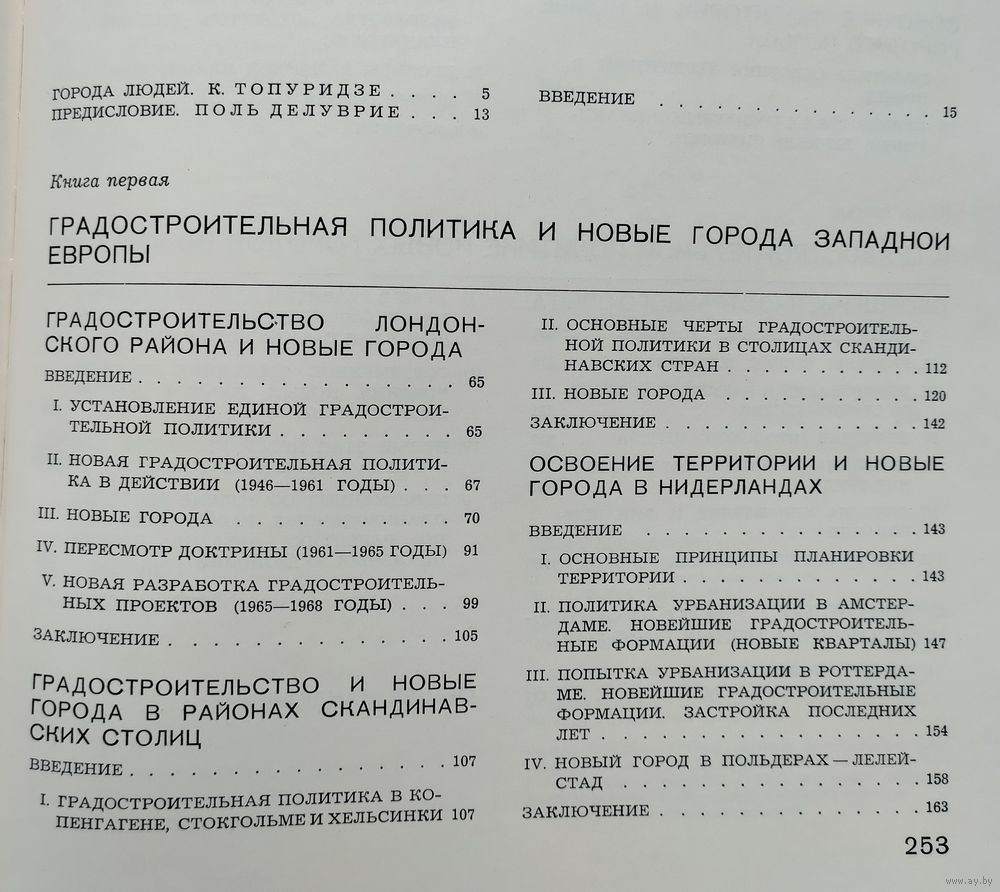 ГОРОДА ЛЮДЕЙ. К. ТОПУРИДЗЕ . . . . 5
ПРЕДИСЛОВИЕ. ПОЛЬ ДЕЛУВРИЕ . . . 13
ВВЕДЕНИЕ . . . . . . . . . . . . . 15
Книга первая
ГРАДОСТРОИТЕЛЬНАЯ ПОЛИТИКА И НОВЫЕ ГОРОДА ЗАПАДНОЙ
ЕВРОПЫ
ГРАДОСТРОИТЕЛЬСТВО ЛОНДОН-
СКОГО РАЙОНА И НОВЫЕ ГОРОДА
ВВЕДЕНИЕ . . . . . . . . . . . . . . 65
I. УСТАНОВЛЕНИЕ ЕДИНОЙ ГРАДОСТРОИ-
ТЕЛЬНОЙ ПОЛИТИКИ . . . . . . . . . 65
II. НОВАЯ ГРАДОСТРОИТЕЛЬНАЯ ПОЛИТИ-
КА В ДЕЙСТВИИ (1946—1961 ГОДЫ) . . . 67
III. НОВЫЕ ГОРОДА . . . . . . . . . . . 70
IV. ПЕРЕСМОТР ДОКТРИНЫ (1961—1965 ГОДЫ) 91
V. НОВАЯ РАЗРАБОТКА ГРАДОСТРОИТЕЛЬ-
НЫХ ПРОЕКТОВ (1965—1968 ГОДЫ) . . . 99
ЗАКЛЮЧЕНИЕ . . . . . . . . . . . . . 105
ГРАДОСТРОИТЕЛЬСТВО И НОВЫЕ
ГОРОДА В РАЙОНАХ СКАНДИНАВ-
СКИХ СТОЛИЦ
ВВЕДЕНИЕ . . . . . . . . . . . . . . 107
I. ГРАДОСТРОИТЕЛЬНАЯ ПОЛИТИКА В КО-
ПЕНГАГЕНЕ, СТОКГОЛЬМЕ И ХЕЛЬСИНКИ 107
II. ОСНОВНЫЕ ЧЕРТЫ ГРАДОСТРОИТЕЛЬ-
НОЙ ПОЛИТИКИ В СТОЛИЦАХ СКАНДИ-
НАВСКИХ СТРАН . . . . . . . . . . . 112
III. НОВЫЕ ГОРОДА . . . . . . . . . . . 120
ЗАКЛЮЧЕНИЕ . . . . . . . . . . . . . 142
ОСВОЕНИЕ ТЕРРИТОРИИ И НОВЫЕ
ГОРОДА В НИДЕРЛАНДАХ
ВВЕДЕНИЕ . . . . . . . . . . . . . . 143
I. ОСНОВНЫЕ ПРИНЦИПЫ ПЛАНИРОВКИ
ТЕРРИТОРИИ . . . . . . . . . . . . . 143
II. ПОЛИТИКА УРБАНИЗАЦИИ В АМСТЕР-
ДАМЕ. НОВЕЙШИЕ ГРАДОСТРОИТЕЛЬ-
НЫЕ ФОРМАЦИИ (НОВЫЕ КВАРТАЛЫ) 147
III. ПОПЫТКА УРБАНИЗАЦИИ В РОТТЕРДА-
МЕ. НОВЕЙШИЕ ГРАДОСТРОИТЕЛЬНЫЕ
ФОРМАЦИИ. ЗАСТРОЙКА ПОСЛЕДНИХ
ЛЕТ . . . . . . . . . . . . . . . . . 154
IV. НОВЫЙ ГОРОД В ПОЛЬДЕРАХ — ЛЕЛЕЙ-
СТАД . . . . . . . . . . . . . . . . 158
ЗАКЛЮЧЕНИЕ . . . . . . . . . . . . . 163
253
www.ay.by